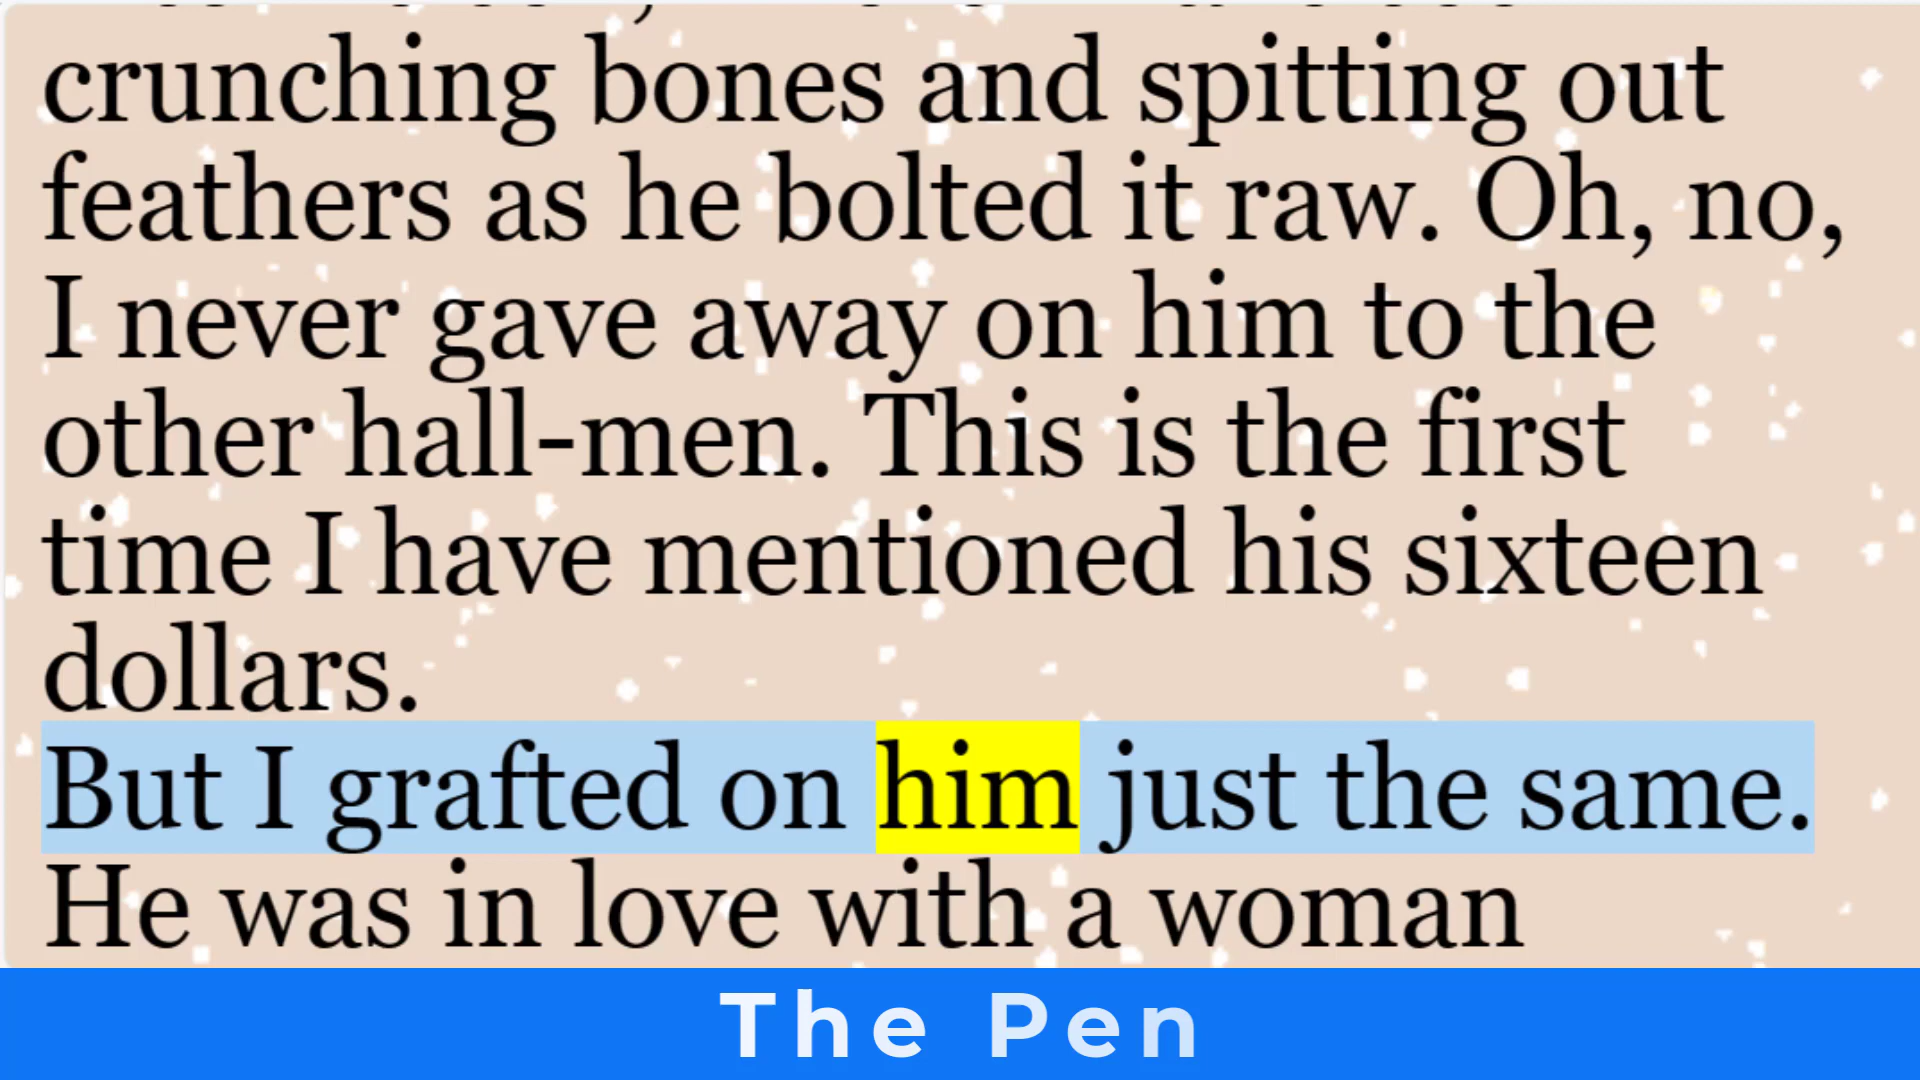 crunching bones and spitting out
feathers as he bolted it raw. Oh, no,
I never gave away on him to the
other hall-men. This is the first
time I have mentioned his sixteen
dollars.
But I grafted on him just the same.
He was in love with a woman
The Pen